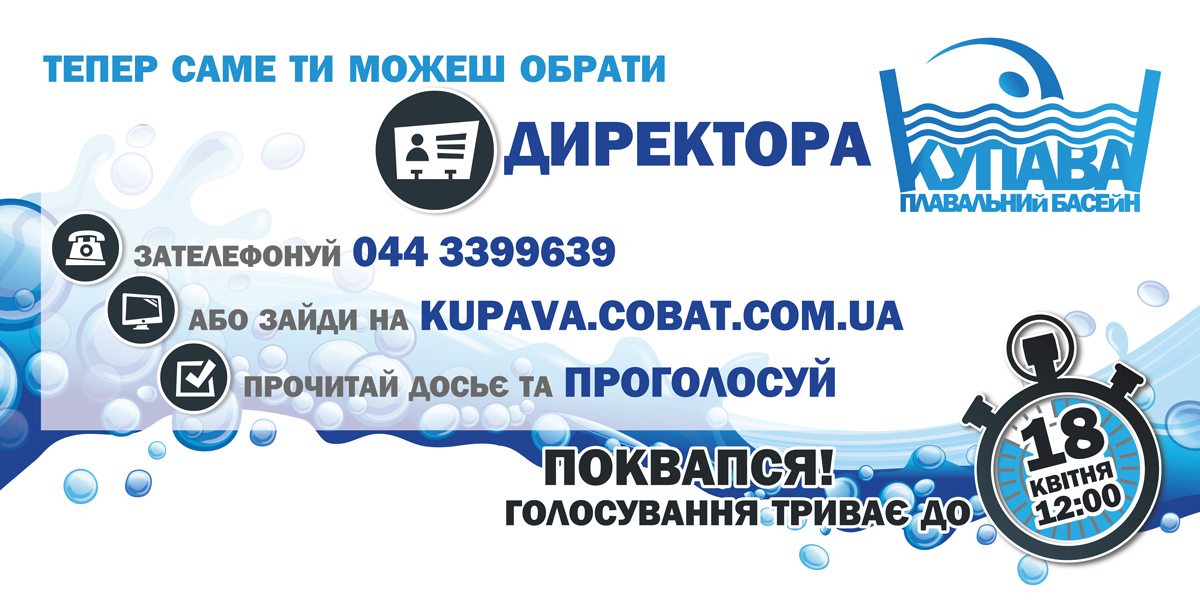 ТЕПЕР САМЕ ТИ МОЖЕШ ОБРАТИ
ДИРЕКТОРА
КУПАВА
ПЛАВАЛЬНИЙ БАСЕЙН
ЗАТЕЛЕФОНУЙ 044 3399639
АБО ЗАЙДИ НА KUPAVA.COBAT.COM.UA
ПРОЧИТАЙ ДОСЬЄ ТА ПРОГОЛОСУЙ
ПОКВАПСЯ!
ГОЛОСУВАННЯ ТРИВАЄ ДО
18
КВІТНЯ
12:00